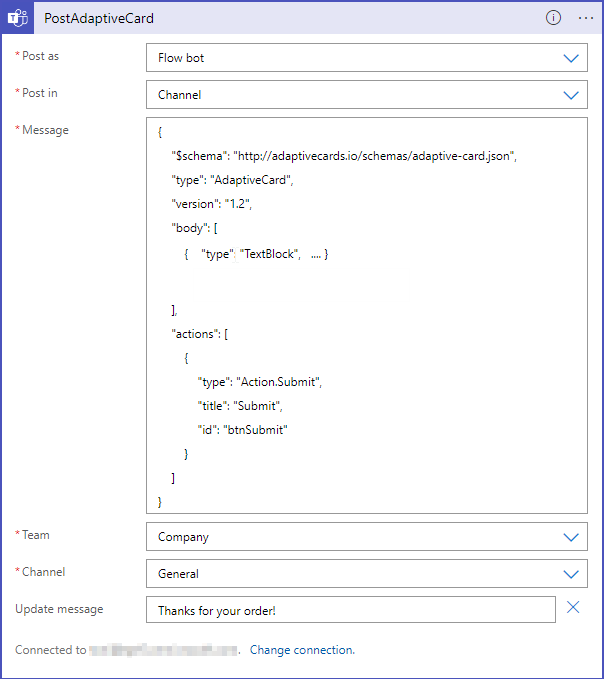 PostAdaptiveCard
* Post as
Flow bot
* Post in
Channel
* Message
{
"$schema": "http://adaptivecards.io/schemas/adaptive-card.json",
"type": "AdaptiveCard",
"version": "1.2",
"body": [
{ "type": "TextBlock", .... }
],
"actions": [
{
"type": "Action.Submit",
"title": "Submit",
"id": "btnSubmit"
}
]
}
* Team
Company
* Channel
General
Update message
Thanks for your order!
Connected to
Change connection.